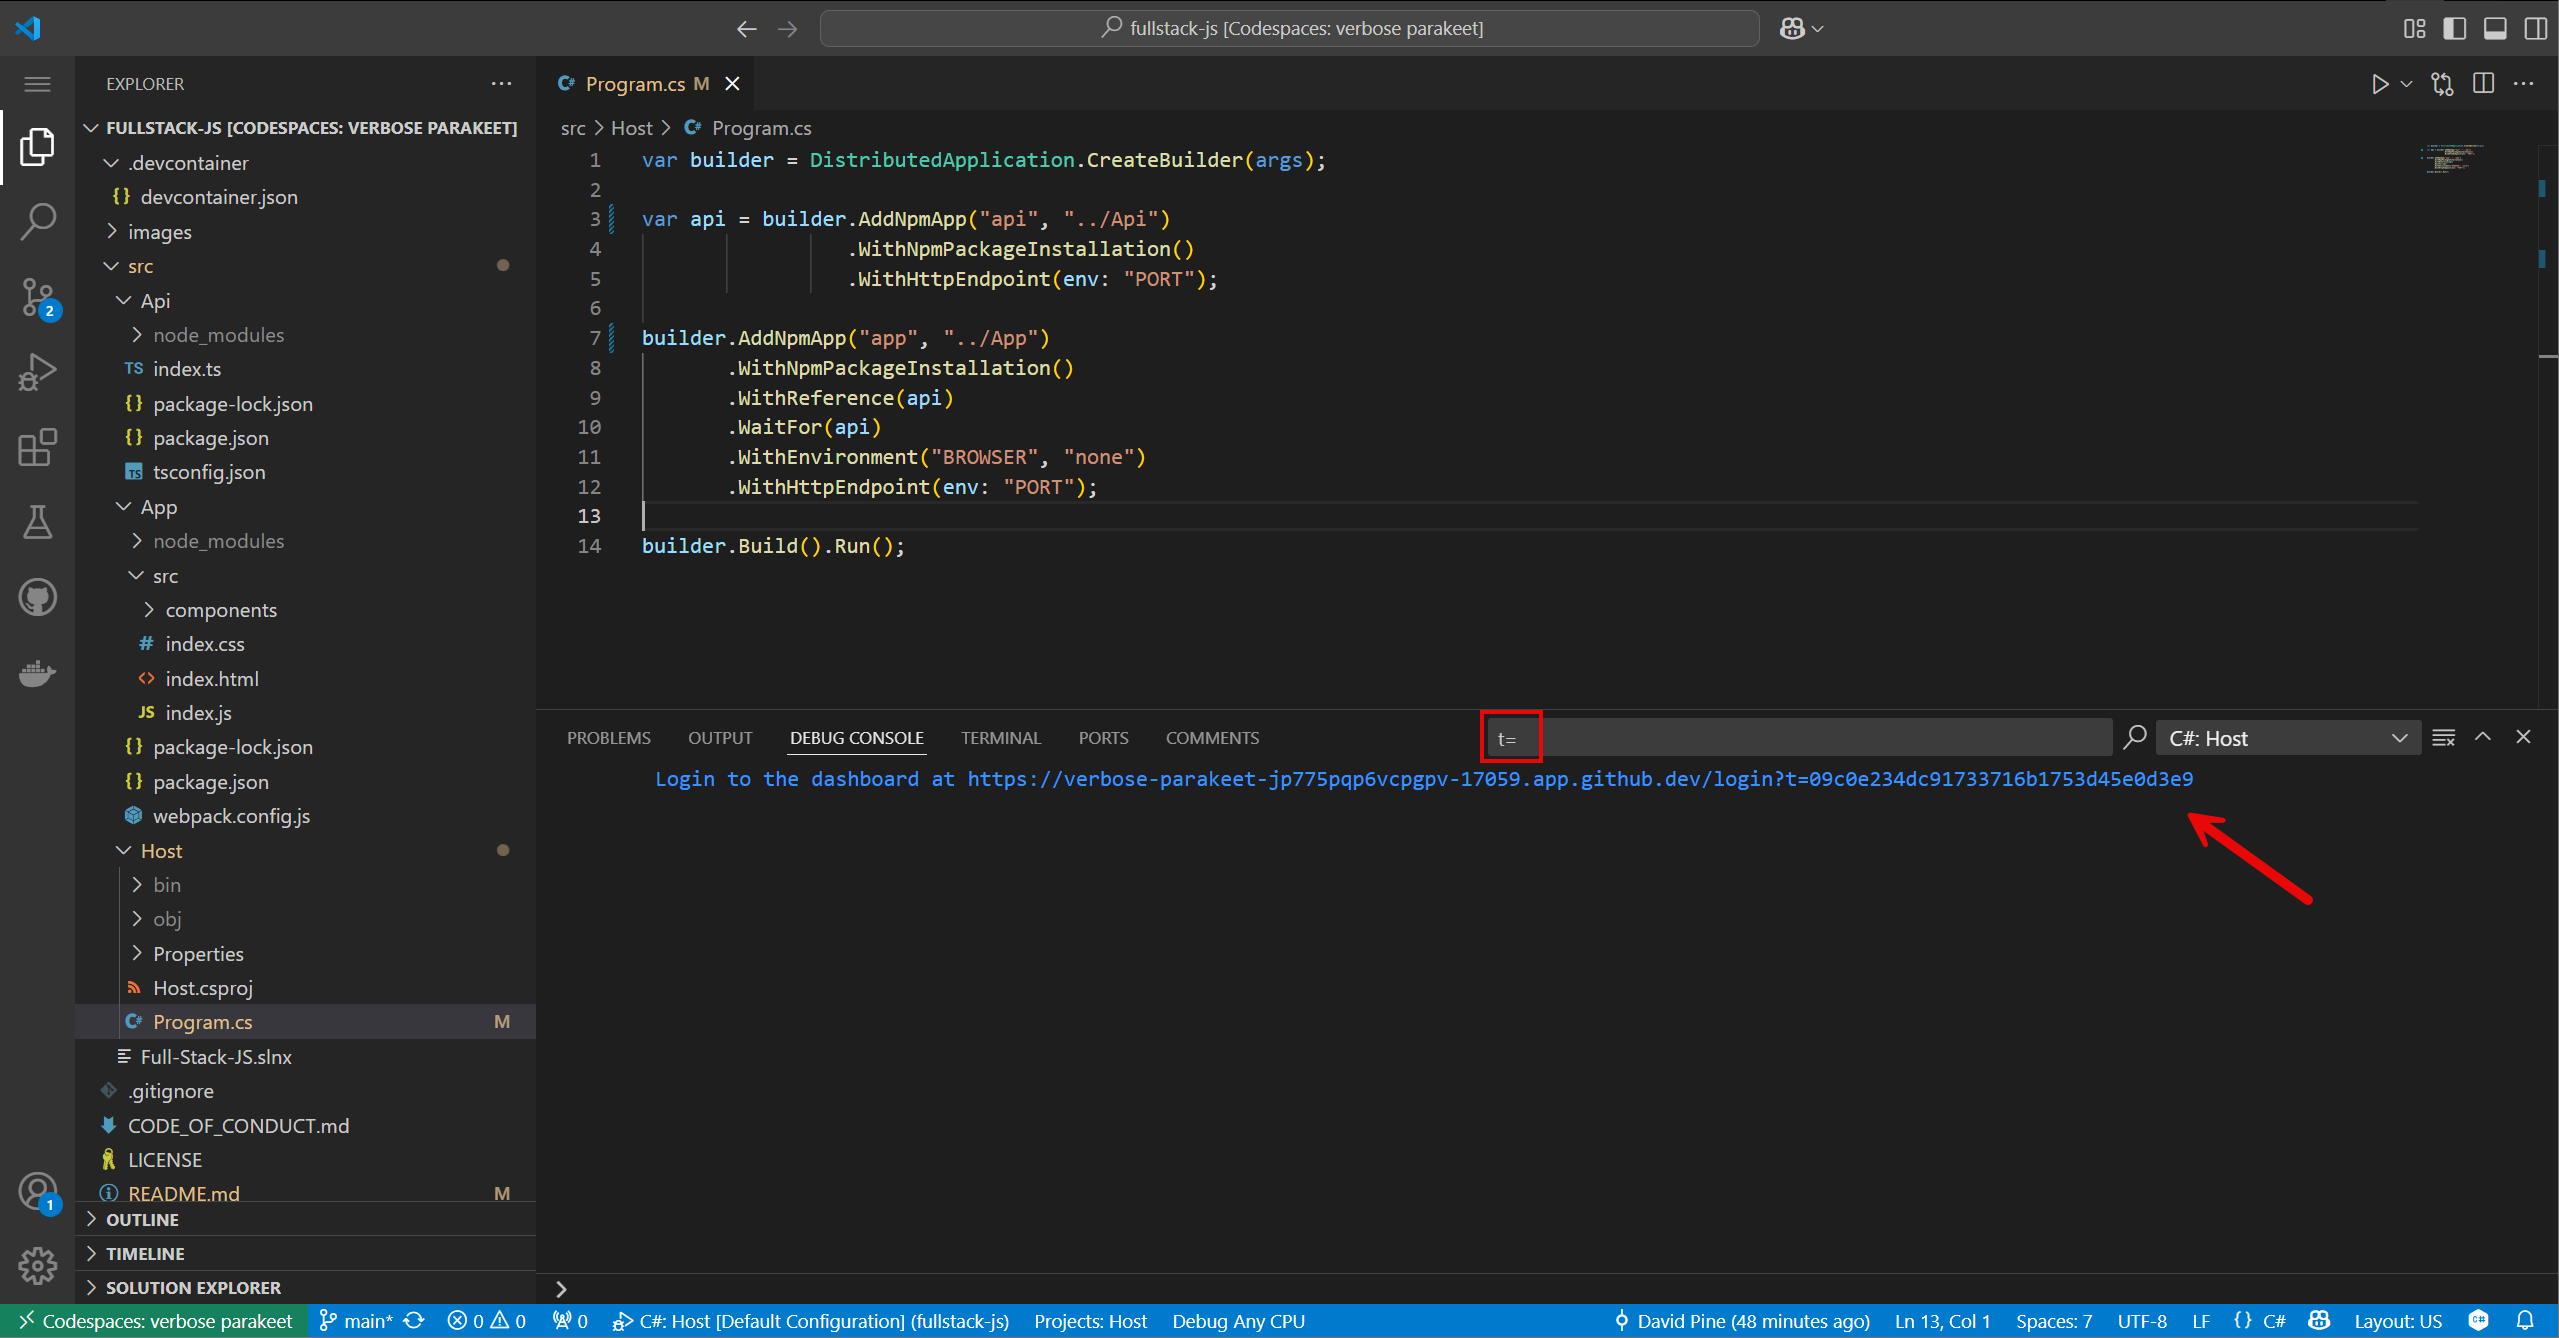 fullstack-js [Codespaces: verbose parakeet]
EXPLORER
FULLSTACK-JS [CODESPACES: VERBOSE PARAKEET]
.devcontainer
{} devcontainer.json
images
src
Api
node_modules
TS index.ts
{} package-lock.json
{} package.json
TS tsconfig.json
App
node_modules
src
components
# index.css
<> index.html
JS index.js
{} package-lock.json
{} package.json
webpack.config.js
Host
bin
obj
Properties
Host.csproj
C# Program.cs M
Full-Stack-JS.slnx
.gitignore
CODE_OF_CONDUCT.md
LICENSE
README.md M
OUTLINE
TIMELINE
SOLUTION EXPLORER
2
1
C# Program.cs M
src > Host > C# Program.cs
1 var builder = DistributedApplication.CreateBuilder(args);
2
3 var api = builder.AddNpmApp("api", "../Api")
4 .WithNpmPackageInstallation()
5 .WithHttpEndpoint(env: "PORT");
6
7 builder.AddNpmApp("app", "../App")
8 .WithNpmPackageInstallation()
9 .WithReference(api)
10 .WaitFor(api)
11 .WithEnvironment("BROWSER", "none")
12 .WithHttpEndpoint(env: "PORT");
13
14 builder.Build().Run();
PROBLEMS OUTPUT DEBUG CONSOLE TERMINAL PORTS COMMENTS t= C#: Host
Login to the dashboard at https://verbose-parakeet-jp775pqp6vcpgpv-17059.app.github.dev/login?t=09c0e234dc91733716b1753d45e0d3e9
Codespaces: verbose parakeet main* 0 0 0 C#: Host [Default Configuration] (fullstack-js) Projects: Host Debug Any CPU David Pine (48 minutes ago) Ln 13, Col 1 Spaces: 7 UTF-8 LF {} C# Layout: US